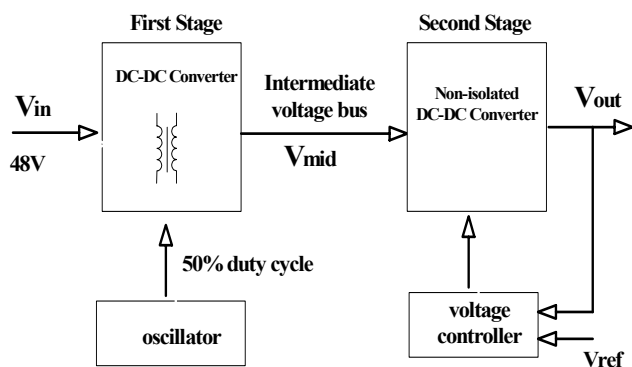 First Stage
DC-DC Converter
Vin
48V
Intermediate
voltage bus
Vmid
50% duty cycle
oscillator
Second Stage
Non-isolated
DC-DC Converter
Vout
voltage
controller
Vref